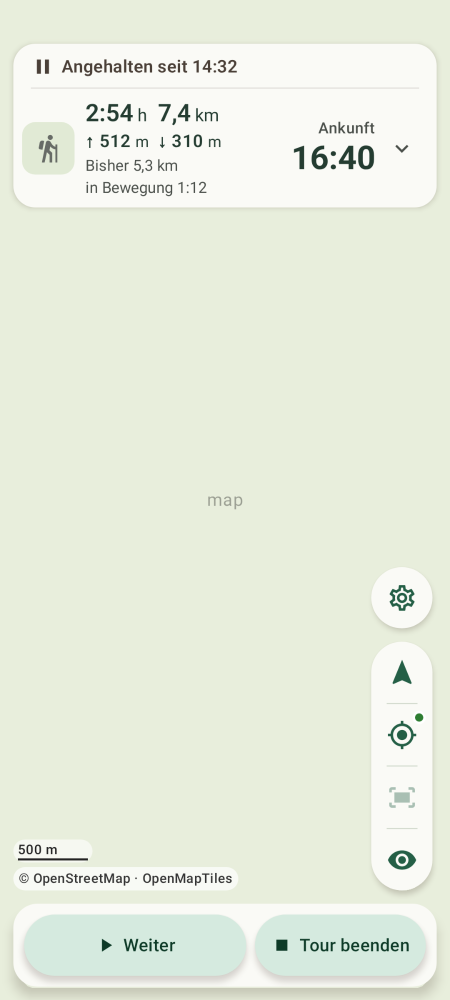 Angehalten seit 14:32
2:54 h 7,4 km
↑ 512 m ↓ 310 m
Bisher 5,3 km
in Bewegung 1:12
Ankunft
16:40
map
500 m
© OpenStreetMap · OpenMapTiles
Weiter
Tour beenden